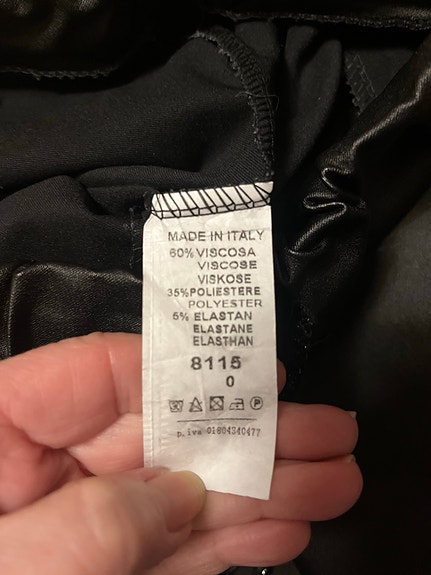 MADE IN ITALY
60% VISCOSA
VISCOSE
VISKOSE
35% POLIESTERE
POLYESTER
5% ELASTAN
ELASTANE
ELASTHAN
8115
0
P
p.iva 01804340477